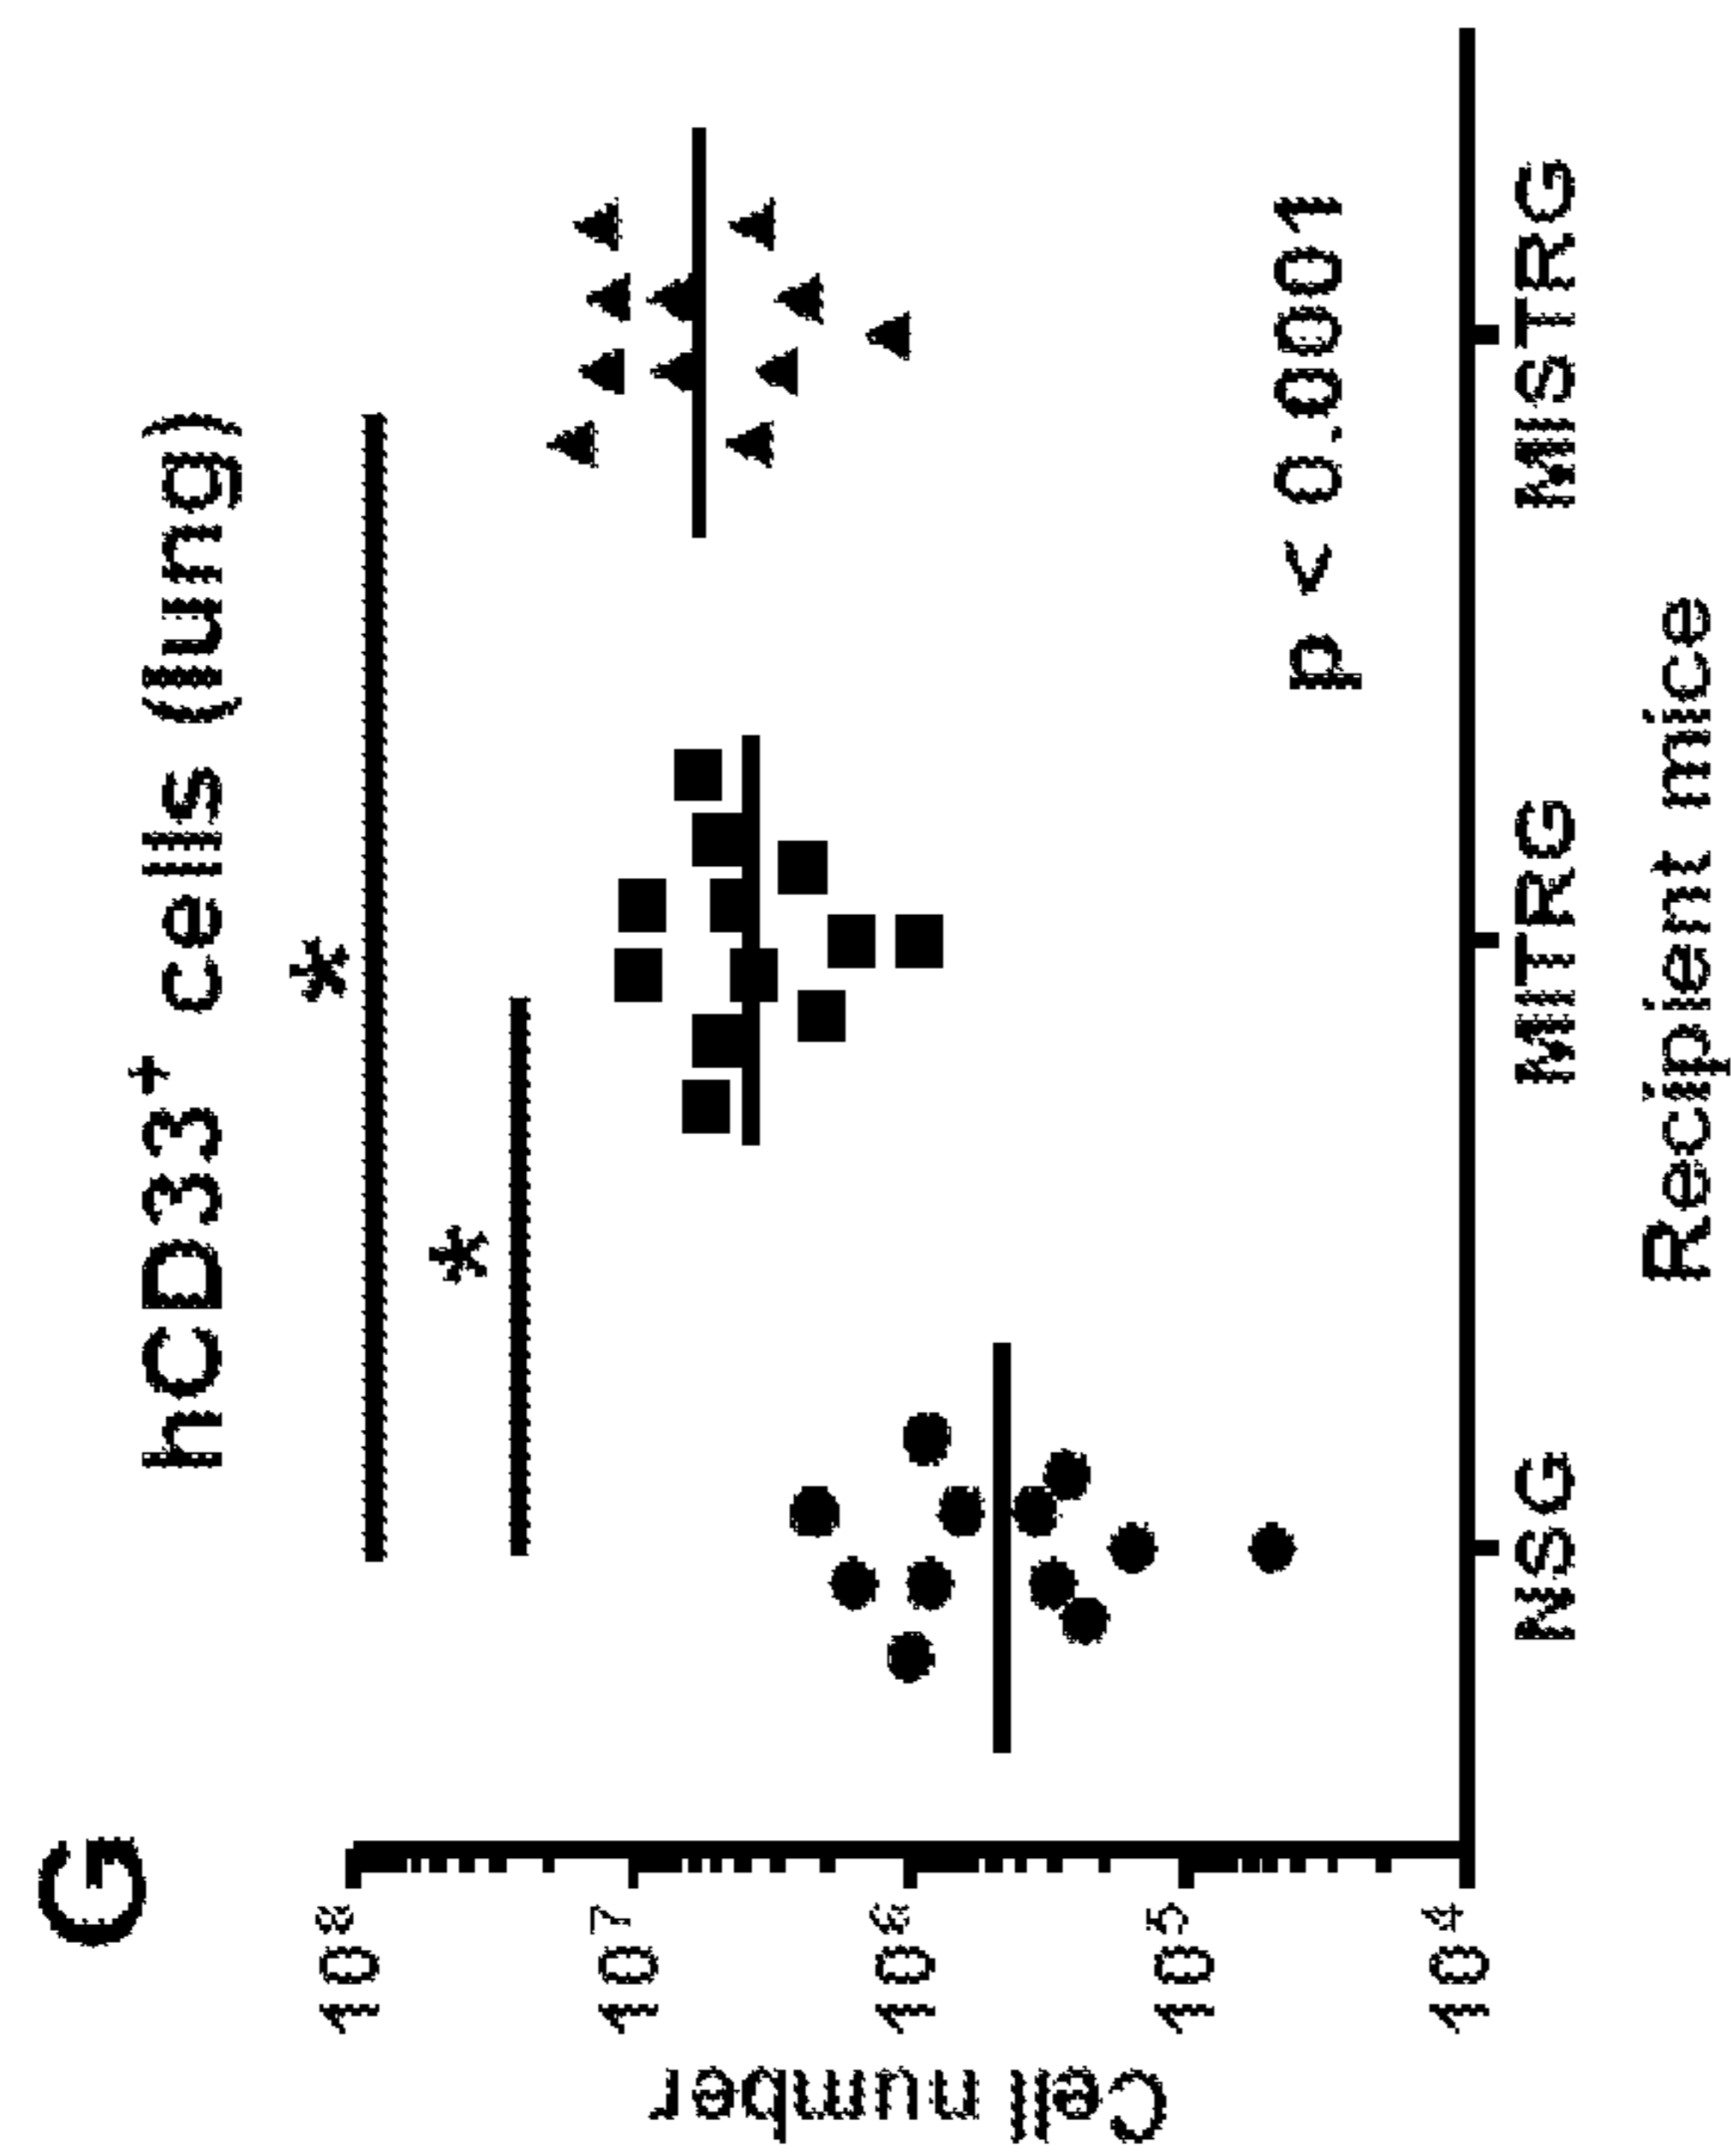 G
hCD33⁺ cells (lung)
*
*
Cell number
10⁸
10⁷
10⁶
10⁵
10⁴
p < 0.0001
NSG MITRG MISTRG
Recipient mice